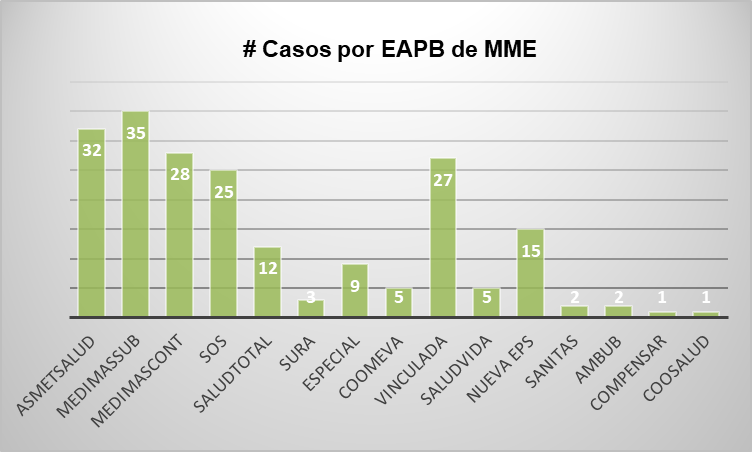 # Casos por EAPB de MME
32
35
28
25
12
3
9
5
27
5
15
2
2
1
1
ASMETSALUD
MEDIMASSUB
MEDIMASCONT
SOS
SALUDTOTAL
SURA
ESPECIAL
COOMEVA
VINCULADA
SALUDVIDA
NUEVA EPS
SANITAS
AMBUB
COMPENSAR
COOSALUD